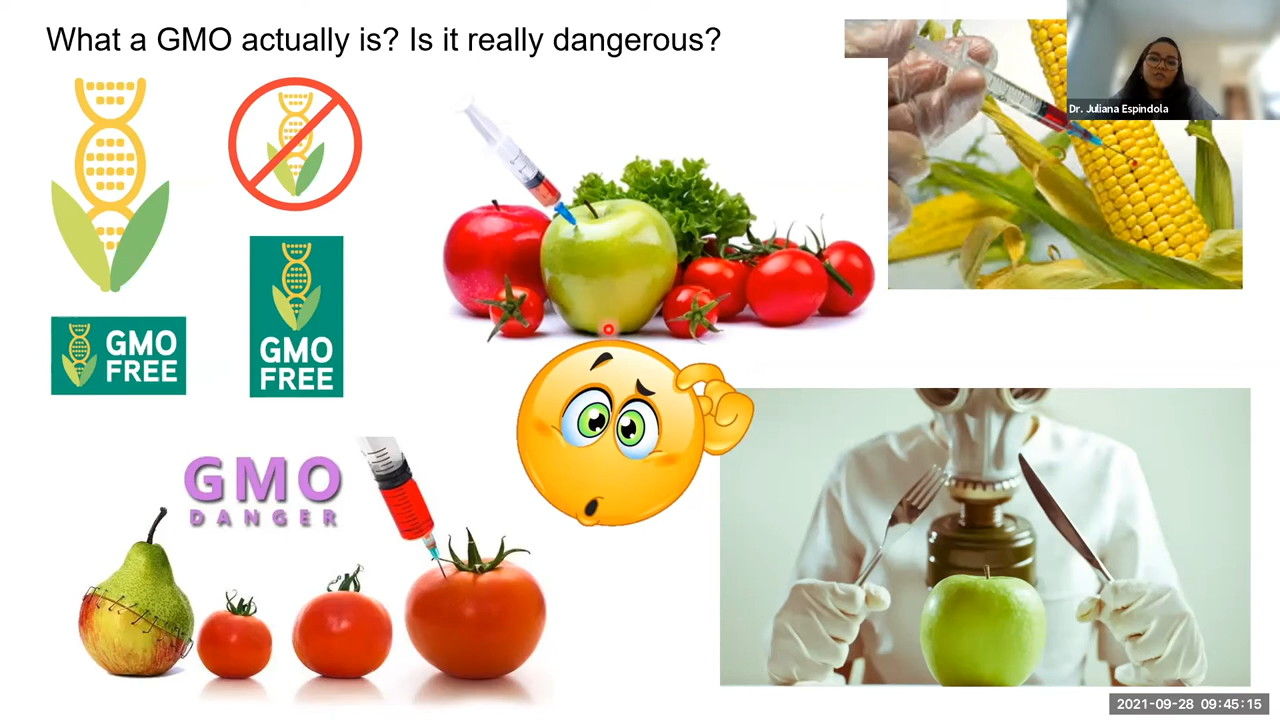 What a GMO actually is? Is it really dangerous?
Dr. Juliana Espindola
GMO
FREE
GMO
FREE
GMO
DANGER
2021-09-28 09:45:15